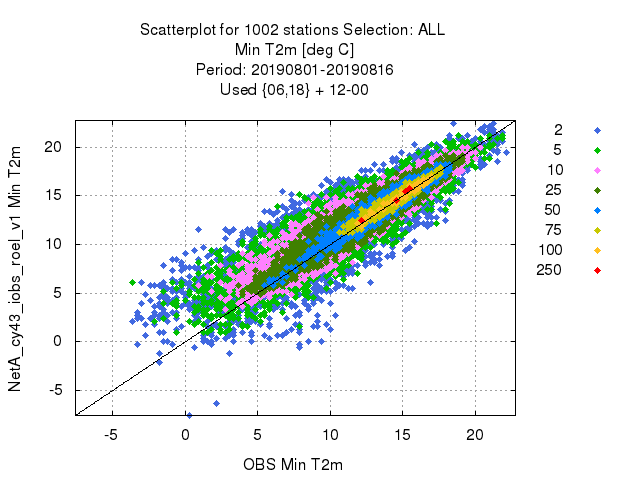 Scatterplot for 1002 stations Selection: ALL
Min T2m [deg C]
Period: 20190801-20190816
Used {06,18} + 12-00
NetA_cy43_iobs_roel_v1 Min T2m
20
15
10
5
0
-5
-5 0 5 10 15 20
OBS Min T2m
2
5
10
25
50
75
100
250